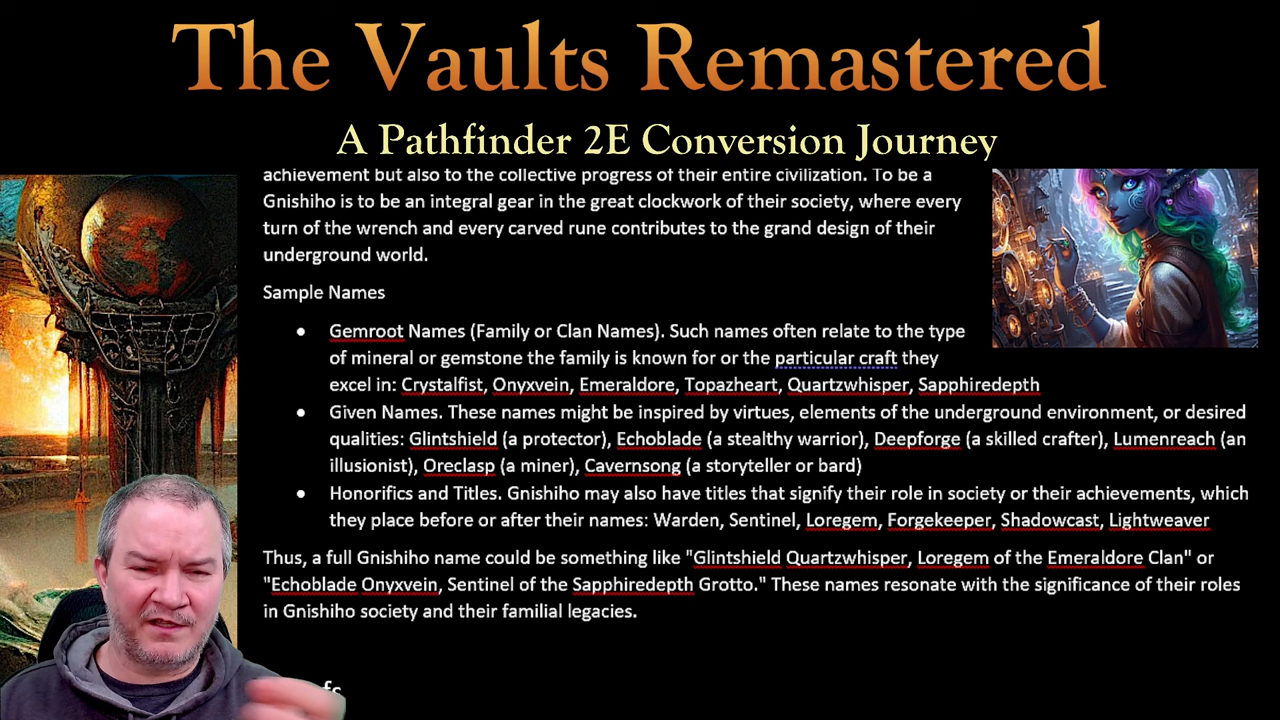 The Vaults Remastered
A Pathfinder 2E Conversion Journey
achievement but also to the collective progress of their entire civilization. To be a
Gnishiho is to be an integral gear in the great clockwork of their society, where every
turn of the wrench and every carved rune contributes to the grand design of their
underground world.
Sample Names
• Gemroot Names (Family or Clan Names). Such names often relate to the type
of mineral or gemstone the family is known for or the particular craft they
excel in: Crystalfist, Onyxvein, Emeraldore, Topazheart, Quartzwhisper, Sapphiredepth
• Given Names. These names might be inspired by virtues, elements of the underground environment, or desired
qualities: Glintshield (a protector), Echoblade (a stealthy warrior), Deepforge (a skilled crafter), Lumenreach (an
illusionist), Oreclasp (a miner), Cavernsong (a storyteller or bard)
• Honorifics and Titles. Gnishiho may also have titles that signify their role in society or their achievements, which
they place before or after their names: Warden, Sentinel, Loregem, Forgekeeper, Shadowcast, Lightweaver
Thus, a full Gnishiho name could be something like "Glintshield Quartzwhisper, Loregem of the Emeraldore Clan" or
"Echoblade Onyxvein, Sentinel of the Sapphiredepth Grotto." These names resonate with the significance of their roles
in Gnishiho society and their familial legacies.